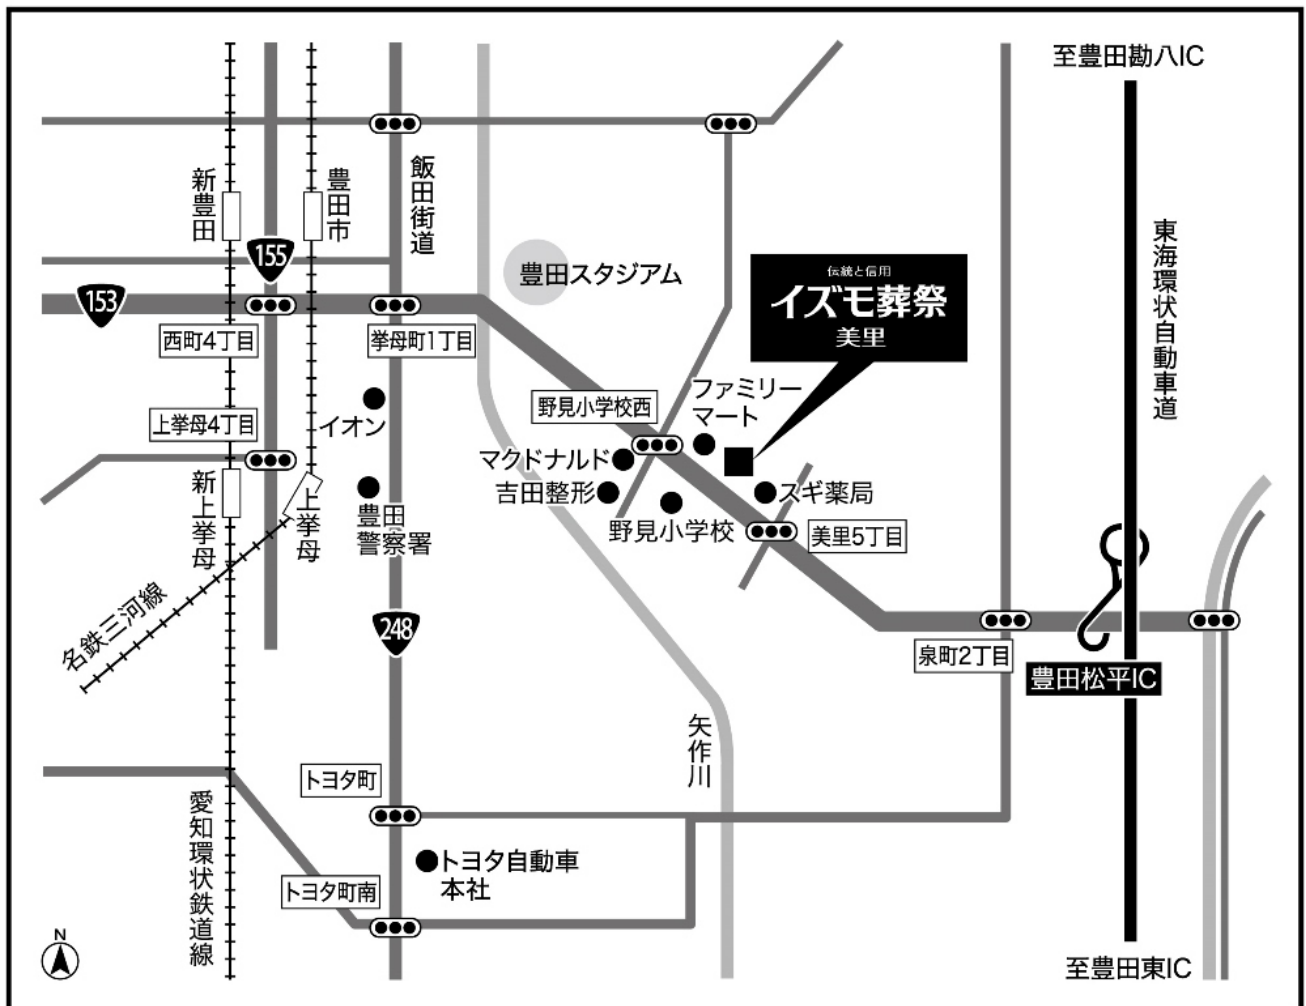 至豊田勘八IC
新豊田
豊田市
飯田街道
東海環状自動車道
155
153
豊田スタジアム
伝統と信用
イズモ葬祭
美里
西町4丁目
挙母町1丁目
ファミリー
マート
野見小学校西
上挙母4丁目
イオン
マクドナルド
吉田整形
スギ薬局
新上挙母
上挙母
豊田
警察署
野見小学校
美里5丁目
名鉄三河線
248
泉町2丁目
豊田松平IC
矢作川
トヨタ町
愛知環状鉄道線
トヨタ自動車
本社
トヨタ町南
N
至豊田東IC